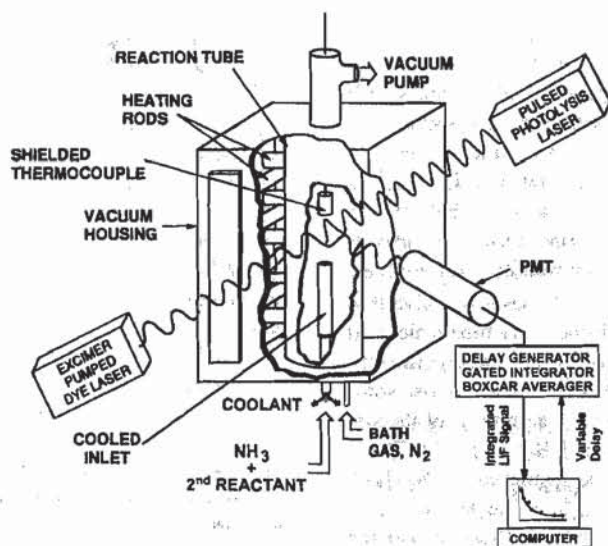 REACTION TUBE
VACUUM
PUMP
HEATING
RODS
PULSED
PHOTOLYSIS
LASER
SHIELDED
THERMOCOUPLE
VACUUM
HOUSING
PMT
EXCIMER
PUMPED
DYE LASER
DELAY GENERATOR
GATED INTEGRATOR
BOXCAR AVERAGER
COOLANT
COOLED
INLET
NH3
+
2nd REACTANT
BATH
GAS, N2
Integrated
LIF Signal
Variable
Delay
COMPUTER